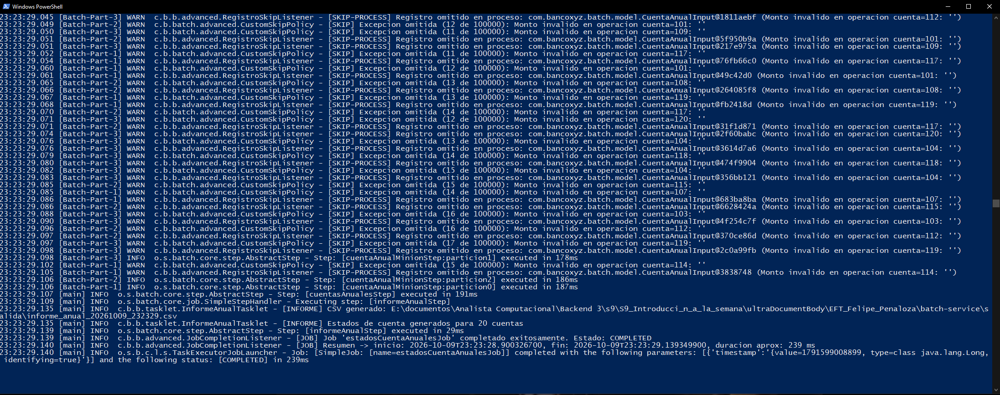 Windows PowerShell
23:23:29.045 [Batch-Part-3] WARN  c.b.b.advanced.RegistroSkipListener - [SKIP-PROCESS] Registro omitido en proceso: com.bancoxyz.batch.model.CuentaAnualInput@1811aebf (Monto invalido en operacion cuenta=112: '')
23:23:29.049 [Batch-Part-2] WARN  c.b.batch.advanced.CustomSkipPolicy - [SKIP] Excepcion omitida (12 de 100000): Monto invalido en operacion cuenta=101: ''
23:23:29.050 [Batch-Part-3] WARN  c.b.batch.advanced.CustomSkipPolicy - [SKIP] Excepcion omitida (11 de 100000): Monto invalido en operacion cuenta=109: ''
23:23:29.051 [Batch-Part-2] WARN  c.b.b.advanced.RegistroSkipListener - [SKIP-PROCESS] Registro omitido en proceso: com.bancoxyz.batch.model.CuentaAnualInput@5f950b9a (Monto invalido en operacion cuenta=101: '')
23:23:29.051 [Batch-Part-3] WARN  c.b.b.advanced.RegistroSkipListener - [SKIP-PROCESS] Registro omitido en proceso: com.bancoxyz.batch.model.CuentaAnualInput@217e975a (Monto invalido en operacion cuenta=109: '')
23:23:29.052 [Batch-Part-1] WARN  c.b.batch.advanced.CustomSkipPolicy - [SKIP] Excepcion omitida (11 de 100000): Monto invalido en operacion cuenta=117: ''
23:23:29.054 [Batch-Part-1] WARN  c.b.b.advanced.RegistroSkipListener - [SKIP-PROCESS] Registro omitido en proceso: com.bancoxyz.batch.model.CuentaAnualInput@76fb66c0 (Monto invalido en operacion cuenta=117: '')
23:23:29.060 [Batch-Part-1] WARN  c.b.batch.advanced.CustomSkipPolicy - [SKIP] Excepcion omitida (12 de 100000): Monto invalido en operacion cuenta=101: ''
23:23:29.061 [Batch-Part-1] WARN  c.b.b.advanced.RegistroSkipListener - [SKIP-PROCESS] Registro omitido en proceso: com.bancoxyz.batch.model.CuentaAnualInput@49c42d0 (Monto invalido en operacion cuenta=101: '')
23:23:29.065 [Batch-Part-2] WARN  c.b.batch.advanced.CustomSkipPolicy - [SKIP] Excepcion omitida (13 de 100000): Monto invalido en operacion cuenta=108: ''
23:23:29.066 [Batch-Part-2] WARN  c.b.b.advanced.RegistroSkipListener - [SKIP-PROCESS] Registro omitido en proceso: com.bancoxyz.batch.model.CuentaAnualInput@264085f8 (Monto invalido en operacion cuenta=108: '')
23:23:29.067 [Batch-Part-1] WARN  c.b.batch.advanced.CustomSkipPolicy - [SKIP] Excepcion omitida (13 de 100000): Monto invalido en operacion cuenta=119: ''
23:23:29.068 [Batch-Part-1] WARN  c.b.b.advanced.RegistroSkipListener - [SKIP-PROCESS] Registro omitido en proceso: com.bancoxyz.batch.model.CuentaAnualInput@fb2418d (Monto invalido en operacion cuenta=119: '')
23:23:29.070 [Batch-Part-2] WARN  c.b.batch.advanced.CustomSkipPolicy - [SKIP] Excepcion omitida (14 de 100000): Monto invalido en operacion cuenta=117: ''
23:23:29.071 [Batch-Part-3] WARN  c.b.batch.advanced.CustomSkipPolicy - [SKIP] Excepcion omitida (12 de 100000): Monto invalido en operacion cuenta=120: ''
23:23:29.071 [Batch-Part-2] WARN  c.b.b.advanced.RegistroSkipListener - [SKIP-PROCESS] Registro omitido en proceso: com.bancoxyz.batch.model.CuentaAnualInput@31f1d871 (Monto invalido en operacion cuenta=117: '')
23:23:29.074 [Batch-Part-3] WARN  c.b.b.advanced.RegistroSkipListener - [SKIP-PROCESS] Registro omitido en proceso: com.bancoxyz.batch.model.CuentaAnualInput@2f60babc (Monto invalido en operacion cuenta=120: '')
23:23:29.076 [Batch-Part-3] WARN  c.b.batch.advanced.CustomSkipPolicy - [SKIP] Excepcion omitida (13 de 100000): Monto invalido en operacion cuenta=104: ''
23:23:29.076 [Batch-Part-3] WARN  c.b.b.advanced.RegistroSkipListener - [SKIP-PROCESS] Registro omitido en proceso: com.bancoxyz.batch.model.CuentaAnualInput@3614d7a6 (Monto invalido en operacion cuenta=104: '')
23:23:29.079 [Batch-Part-3] WARN  c.b.batch.advanced.CustomSkipPolicy - [SKIP] Excepcion omitida (14 de 100000): Monto invalido en operacion cuenta=118: ''
23:23:29.080 [Batch-Part-3] WARN  c.b.b.advanced.RegistroSkipListener - [SKIP-PROCESS] Registro omitido en proceso: com.bancoxyz.batch.model.CuentaAnualInput@474f9904 (Monto invalido en operacion cuenta=118: '')
23:23:29.082 [Batch-Part-3] WARN  c.b.batch.advanced.CustomSkipPolicy - [SKIP] Excepcion omitida (15 de 100000): Monto invalido en operacion cuenta=104: ''
23:23:29.083 [Batch-Part-3] WARN  c.b.b.advanced.RegistroSkipListener - [SKIP-PROCESS] Registro omitido en proceso: com.bancoxyz.batch.model.CuentaAnualInput@356bb121 (Monto invalido en operacion cuenta=104: '')
23:23:29.085 [Batch-Part-2] WARN  c.b.batch.advanced.CustomSkipPolicy - [SKIP] Excepcion omitida (15 de 100000): Monto invalido en operacion cuenta=115: ''
23:23:29.085 [Batch-Part-1] WARN  c.b.batch.advanced.CustomSkipPolicy - [SKIP] Excepcion omitida (14 de 100000): Monto invalido en operacion cuenta=107: ''
23:23:29.086 [Batch-Part-1] WARN  c.b.b.advanced.RegistroSkipListener - [SKIP-PROCESS] Registro omitido en proceso: com.bancoxyz.batch.model.CuentaAnualInput@683ba8ba (Monto invalido en operacion cuenta=107: '')
23:23:29.086 [Batch-Part-2] WARN  c.b.b.advanced.RegistroSkipListener - [SKIP-PROCESS] Registro omitido en proceso: com.bancoxyz.batch.model.CuentaAnualInput@6628424a (Monto invalido en operacion cuenta=115: '')
23:23:29.088 [Batch-Part-3] WARN  c.b.batch.advanced.CustomSkipPolicy - [SKIP] Excepcion omitida (16 de 100000): Monto invalido en operacion cuenta=103: ''
23:23:29.090 [Batch-Part-3] WARN  c.b.b.advanced.RegistroSkipListener - [SKIP-PROCESS] Registro omitido en proceso: com.bancoxyz.batch.model.CuentaAnualInput@4f254c7f (Monto invalido en operacion cuenta=103: '')
23:23:29.096 [Batch-Part-2] WARN  c.b.batch.advanced.CustomSkipPolicy - [SKIP] Excepcion omitida (16 de 100000): Monto invalido en operacion cuenta=112: ''
23:23:29.097 [Batch-Part-2] WARN  c.b.b.advanced.RegistroSkipListener - [SKIP-PROCESS] Registro omitido en proceso: com.bancoxyz.batch.model.CuentaAnualInput@370ce86d (Monto invalido en operacion cuenta=112: '')
23:23:29.097 [Batch-Part-3] WARN  c.b.batch.advanced.CustomSkipPolicy - [SKIP] Excepcion omitida (17 de 100000): Monto invalido en operacion cuenta=119: ''
23:23:29.098 [Batch-Part-3] WARN  c.b.b.advanced.RegistroSkipListener - [SKIP-PROCESS] Registro omitido en proceso: com.bancoxyz.batch.model.CuentaAnualInput@2c0a99fb (Monto invalido en operacion cuenta=119: '')
23:23:29.098 [Batch-Part-3] INFO  o.s.batch.core.step.AbstractStep - Step: [cuentaAnualMinionStep:particion1] executed in 178ms
23:23:29.102 [Batch-Part-1] WARN  c.b.batch.advanced.CustomSkipPolicy - [SKIP] Excepcion omitida (15 de 100000): Monto invalido en operacion cuenta=114: ''
23:23:29.105 [Batch-Part-1] WARN  c.b.b.advanced.RegistroSkipListener - [SKIP-PROCESS] Registro omitido en proceso: com.bancoxyz.batch.model.CuentaAnualInput@3838748 (Monto invalido en operacion cuenta=114: '')
23:23:29.106 [Batch-Part-2] INFO  o.s.batch.core.step.AbstractStep - Step: [cuentaAnualMinionStep:particion2] executed in 186ms
23:23:29.106 [Batch-Part-1] INFO  o.s.batch.core.step.AbstractStep - Step: [cuentaAnualMinionStep:particion0] executed in 187ms
23:23:29.107 [main] INFO  o.s.batch.core.step.AbstractStep - Step: [cuentasAnualesStep] executed in 191ms
23:23:29.109 [main] INFO  o.s.batch.core.job.SimpleStepHandler - Executing step: [informeAnualStep]
23:23:29.135 [main] INFO  c.b.b.tasklet.InformeAnualTasklet - [INFORME] CSV generado: E:\documentos\Analista Computacional\Backend 3\s9\S9_Introducci_n_a_la_semana\ultraDocumentBody\EFT_Felipe_Penaloza\batch-service\s
alida\informe_anual_20261009_232329.csv
23:23:29.135 [main] INFO  c.b.b.tasklet.InformeAnualTasklet - [INFORME] Estados de cuenta generados para 20 cuentas
23:23:29.139 [main] INFO  o.s.batch.core.step.AbstractStep - Step: [informeAnualStep] executed in 29ms
23:23:29.139 [main] INFO  c.b.b.advanced.JobCompletionListener - [JOB] Job 'estadosCuentaAnualesJob' completado exitosamente. Estado: COMPLETED
23:23:29.140 [main] INFO  c.b.b.advanced.JobCompletionListener - [JOB] Resumen -> inicio: 2026-10-09T23:23:28.900326700, fin: 2026-10-09T23:23:29.139349900, duracion aprox: 239 ms
23:23:29.140 [main] INFO  o.s.b.c.l.s.TaskExecutorJobLauncher - Job: [SimpleJob: [name=estadosCuentaAnualesJob]] completed with the following parameters: [{'timestamp':'{value=1791599008899, type=class java.lang.Long,
 identifying=true}'}] and the following status: [COMPLETED] in 239ms